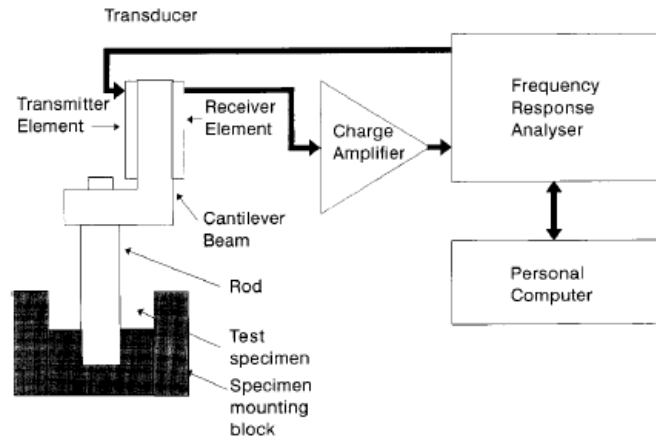 Transducer
Transmitter
Element
Receiver
Element
Charge
Amplifier
Frequency
Response
Analyser
Cantilever
Beam
Rod
Personal
Computer
Test
specimen
Specimen
mounting
block